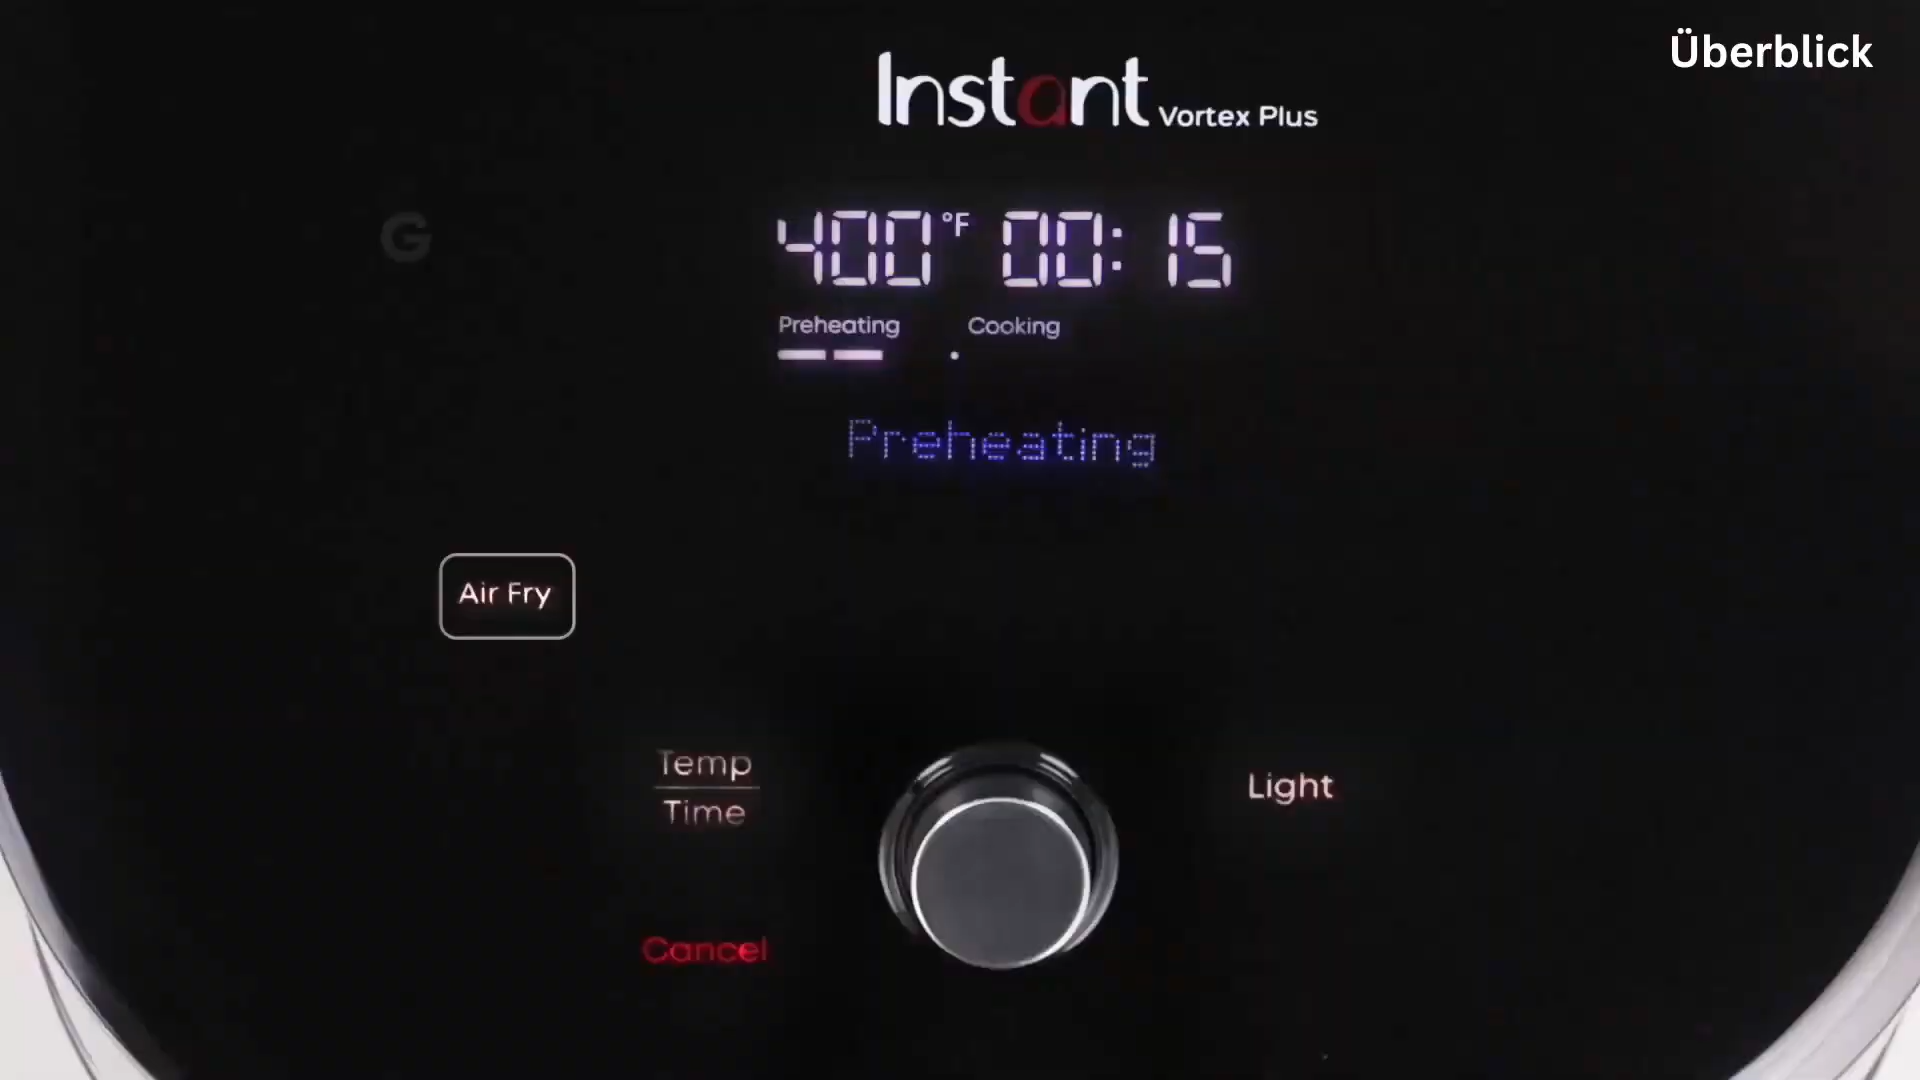 Überblick
Instant Vortex Plus
400°F 00:15
Preheating Cooking
Preheating
G
Air Fry
Temp
Time
Light
Cancel